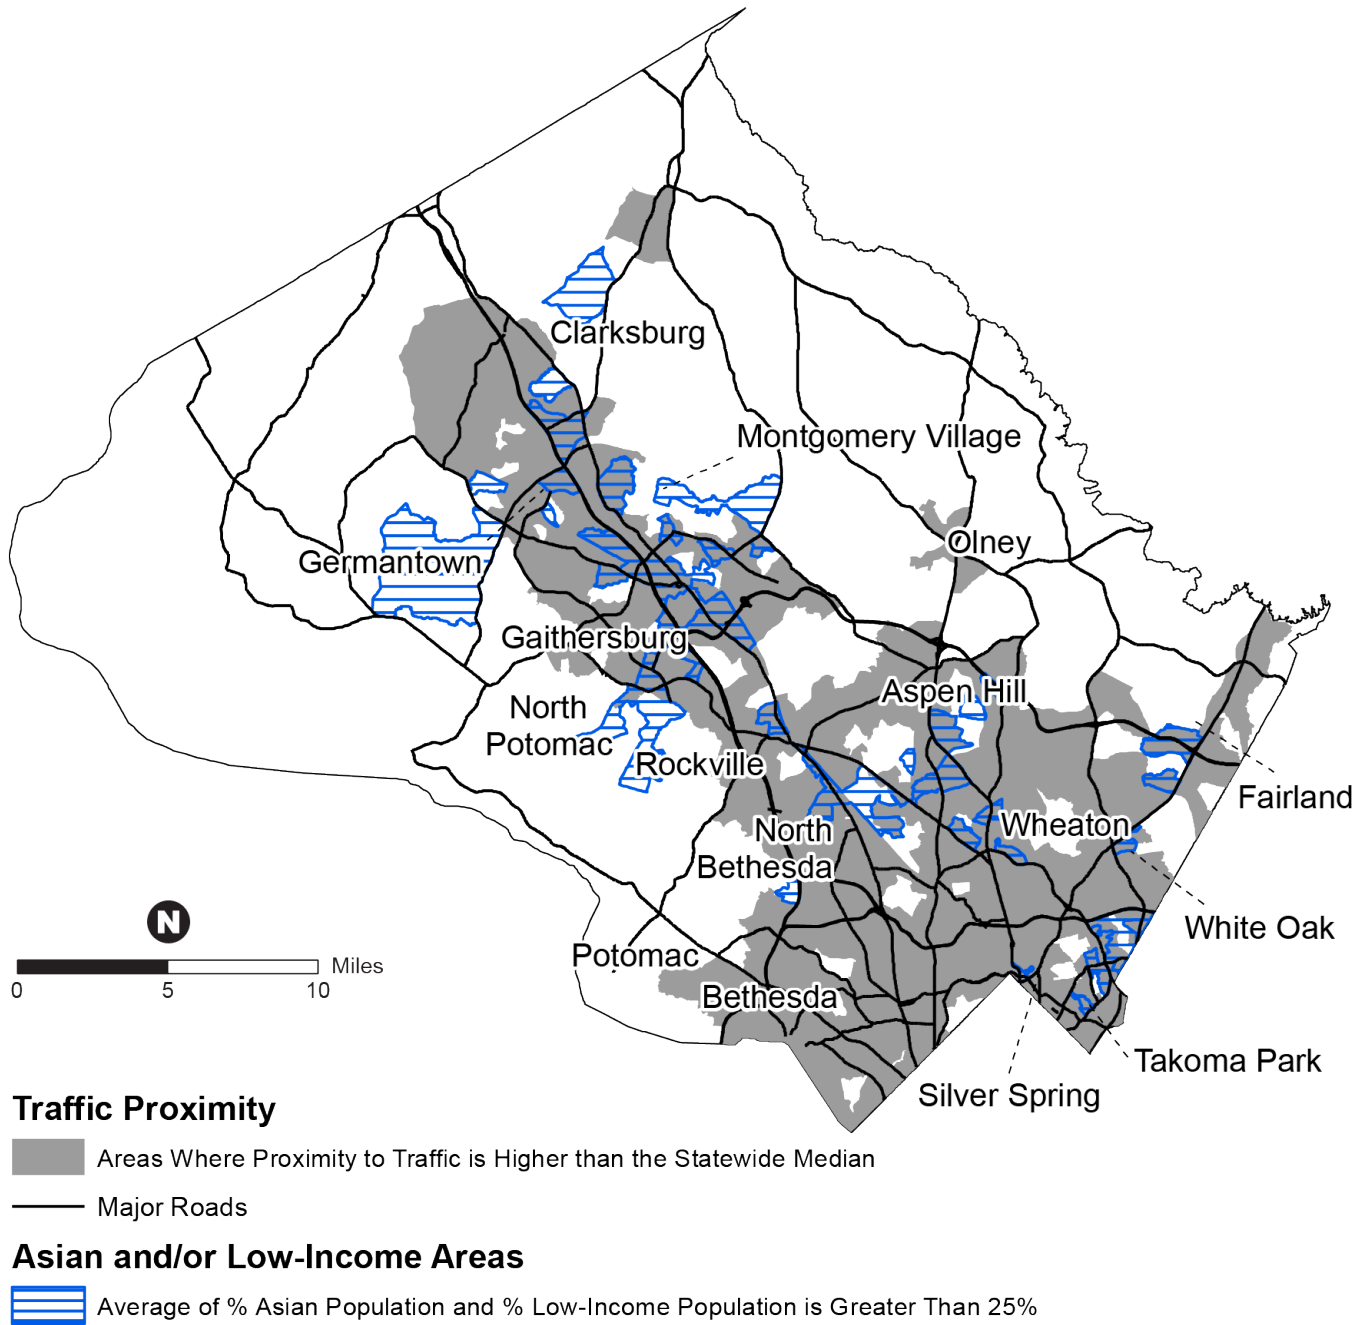 Clarksburg
Montgomery Village
Olney
Germantown
Gaithersburg
Aspen Hill
North
Potomac
Rockville
Fairland
North
Bethesda
Wheaton
White Oak
N
Potomac
Miles
0 5 10
Bethesda
Takoma Park
Silver Spring
Traffic Proximity
Areas Where Proximity to Traffic is Higher than the Statewide Median
Major Roads
Asian and/or Low-Income Areas
Average of % Asian Population and % Low-Income Population is Greater Than 25%